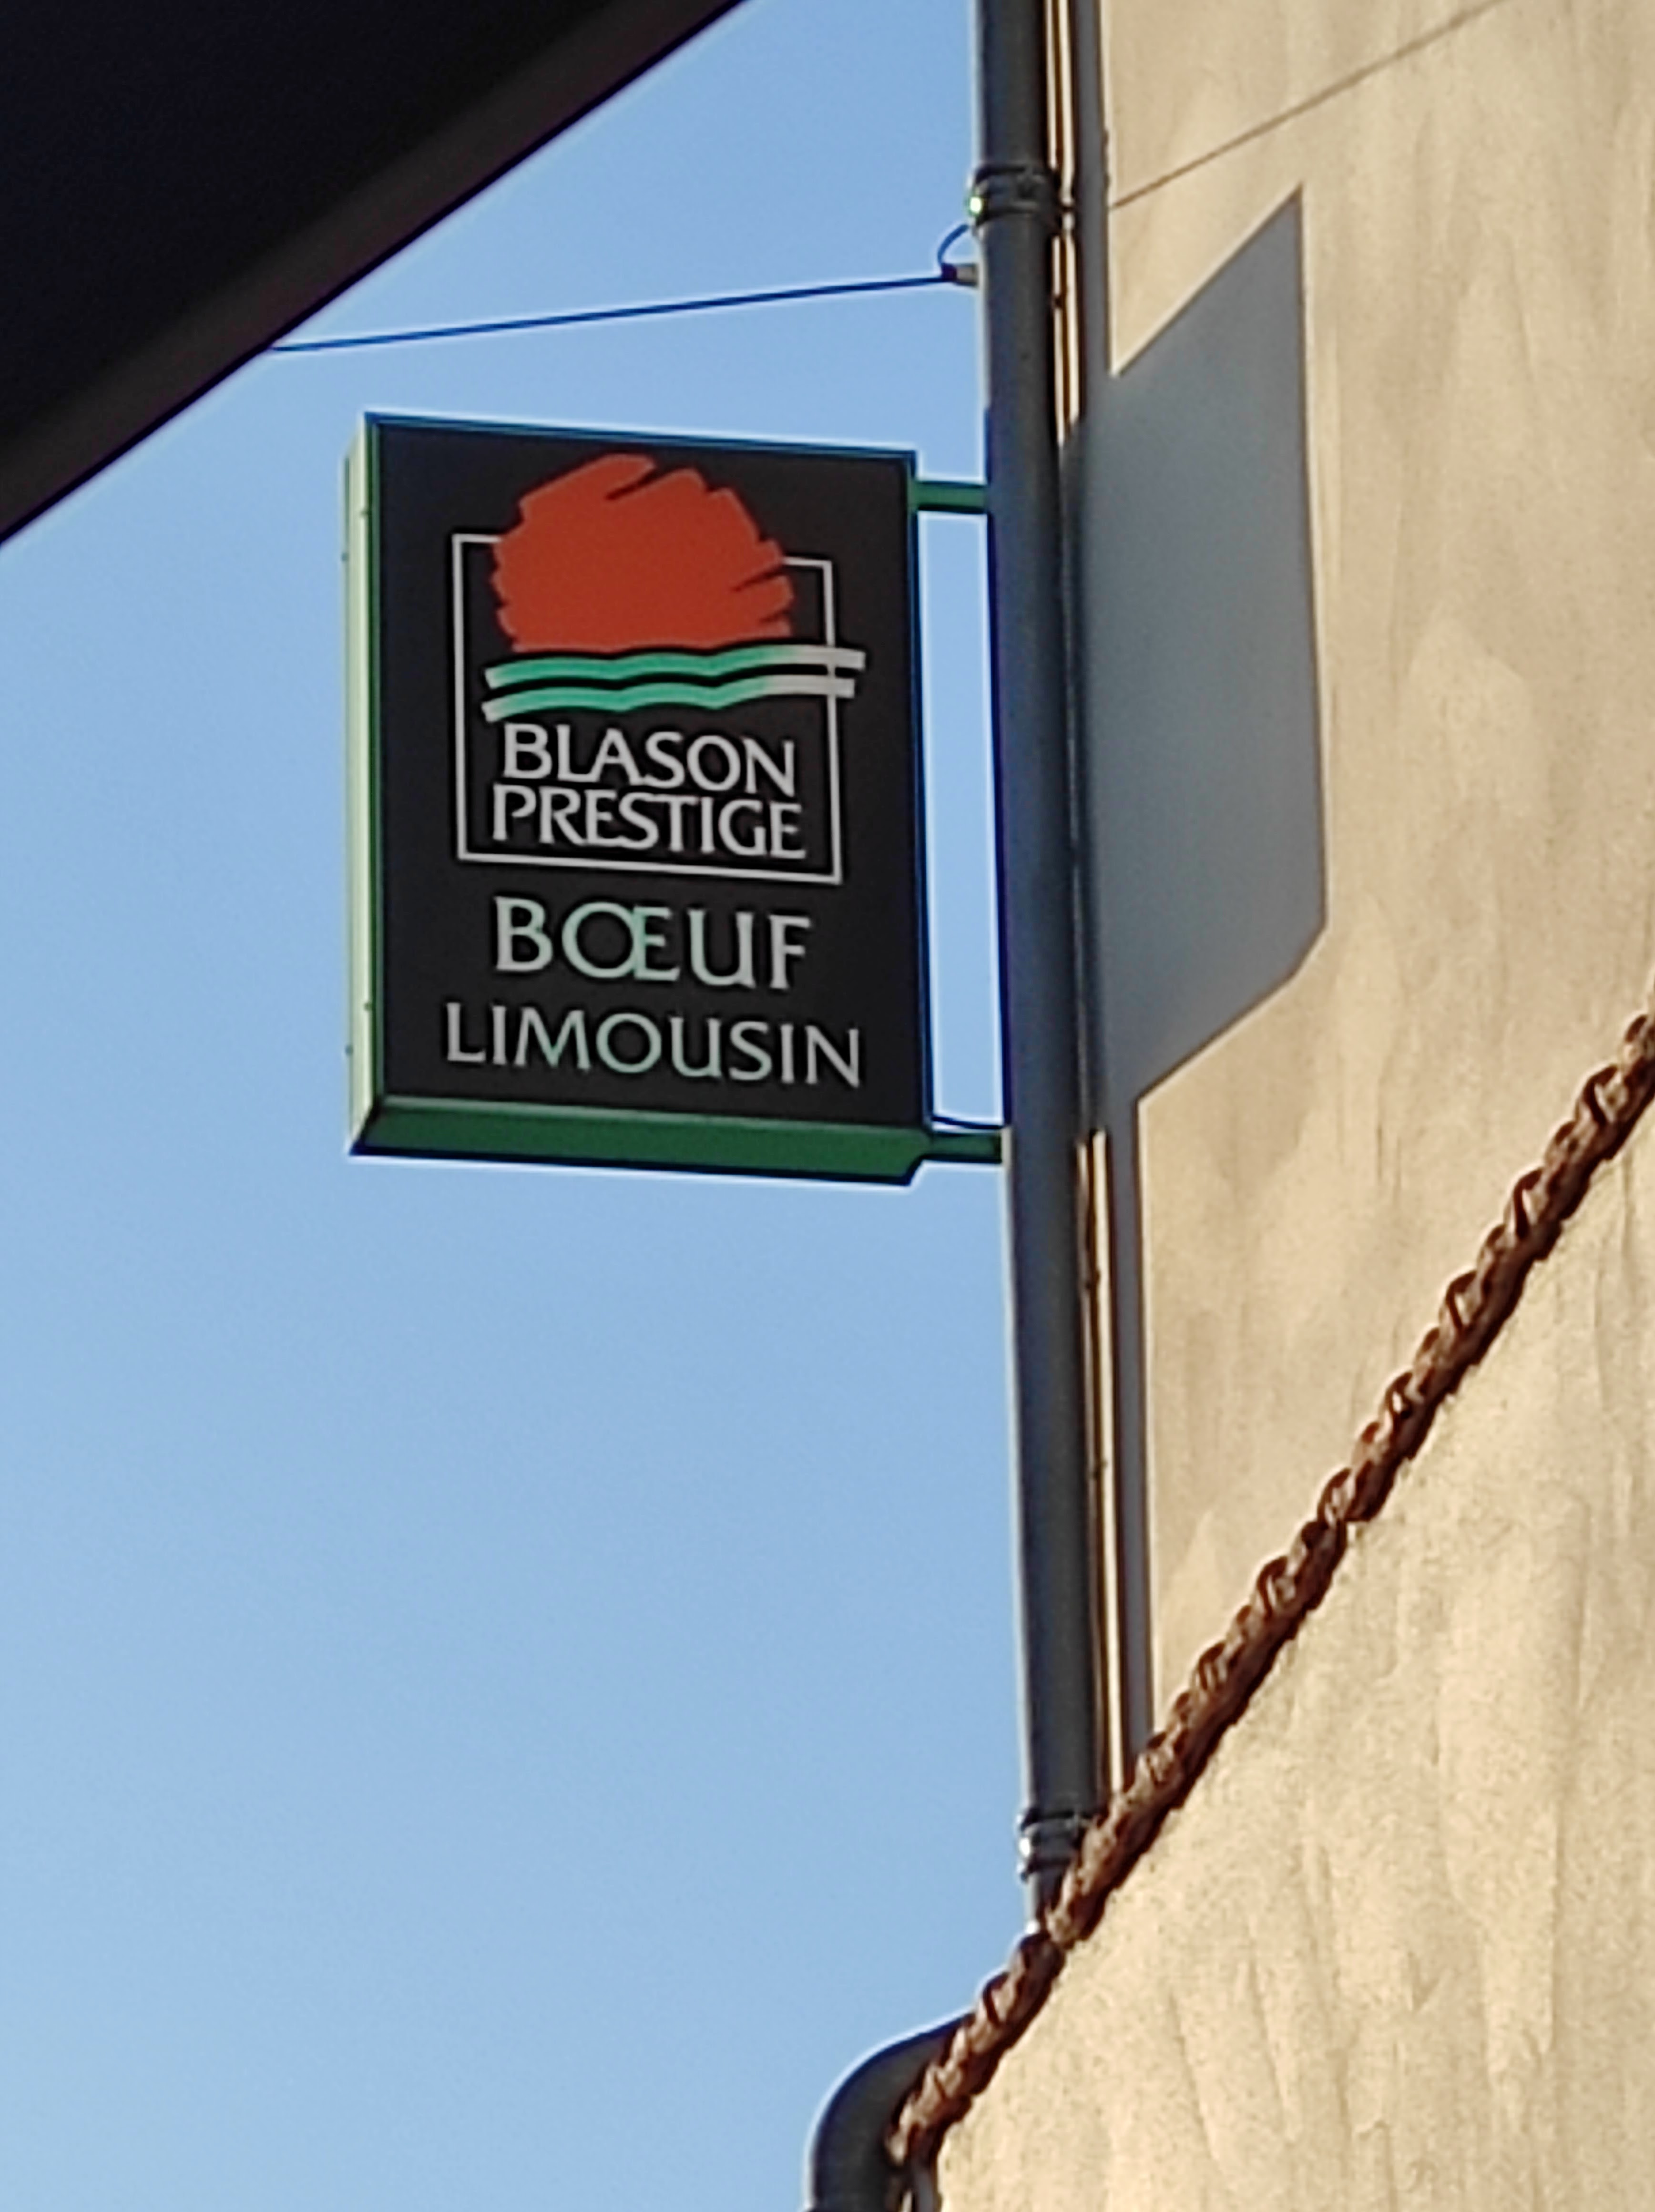 BLASON
PRESTIGE
BŒUF
LIMOUSIN